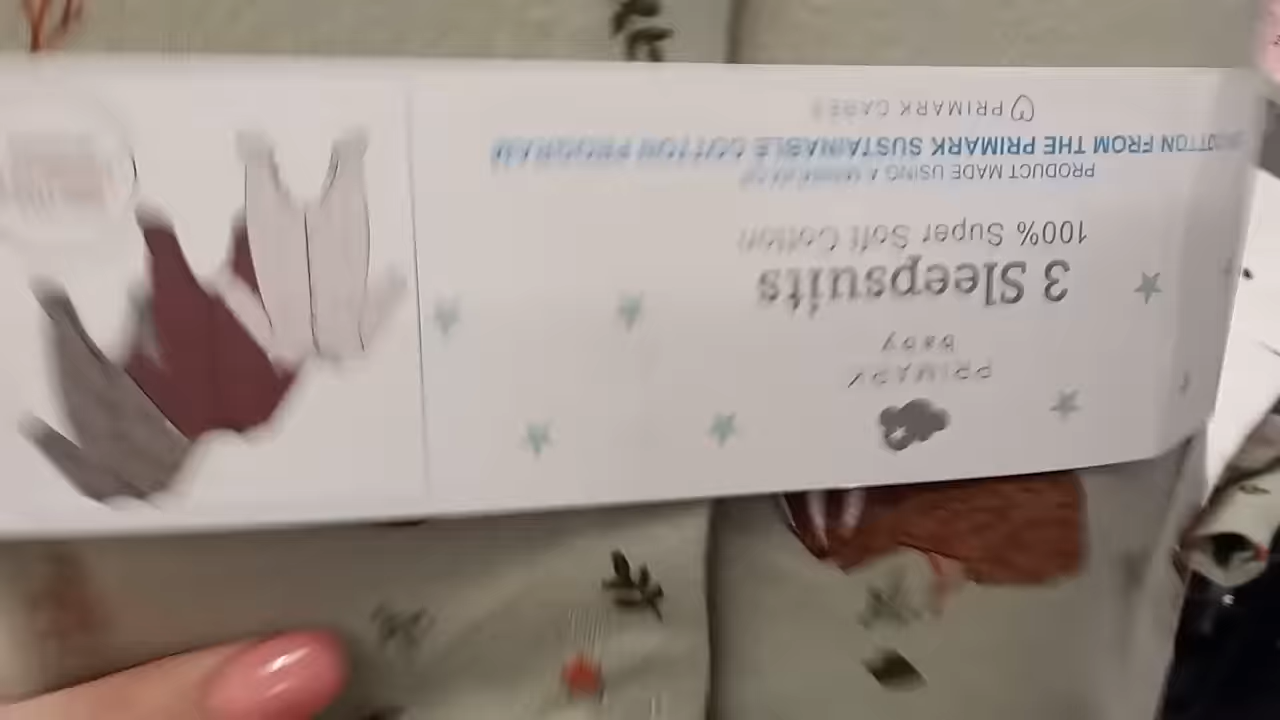 PRIMARK
baby
3 Sleepsuits
100% Super Soft Cotton
PRODUCT MADE USING A
COTTON FROM THE PRIMARK SUSTAINABLE COTTON PROGRAM
PRIMARK CARES